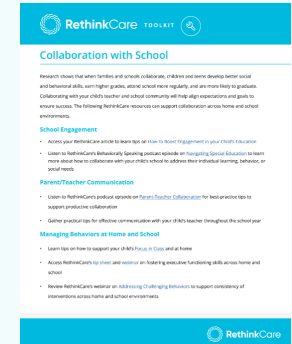 RethinkCare TOOLKIT
Collaboration with School
Research shows that when families and schools collaborate, children and teens develop better social
and behavioral skills, earn higher grades, attend school more regularly, and are more likely to graduate.
Collaborating with your child's teacher and school community will help align expectations and goals to
ensure success. The following RethinkCare resources can support collaboration across home and school
environments.
School Engagement
• Access your RethinkCare article to learn tips on How to Boost Engagement in your Child's Education
• Listen to RethinkCare's Behaviorally Speaking podcast episode on Navigating Special Education to learn
more about how to collaborate with your child's school to address their individual learning, behavior, or
social needs
Parent/Teacher Communication
• Listen to RethinkCare's podcast episode on Parent-Teacher Collaboration for best-practice tips to
support productive collaboration
• Gather practical tips for effective communication with your child's teacher throughout the school year
Managing Behaviors at Home and School
• Learn tips on how to support your child's Focus in Class and at home
• Access RethinkCare's tip sheet and webinar on fostering executive functioning skills across home and
school
• Review RethinkCare's webinar on Addressing Challenging Behaviors to support consistency of
interventions across home and school environments
RethinkCare